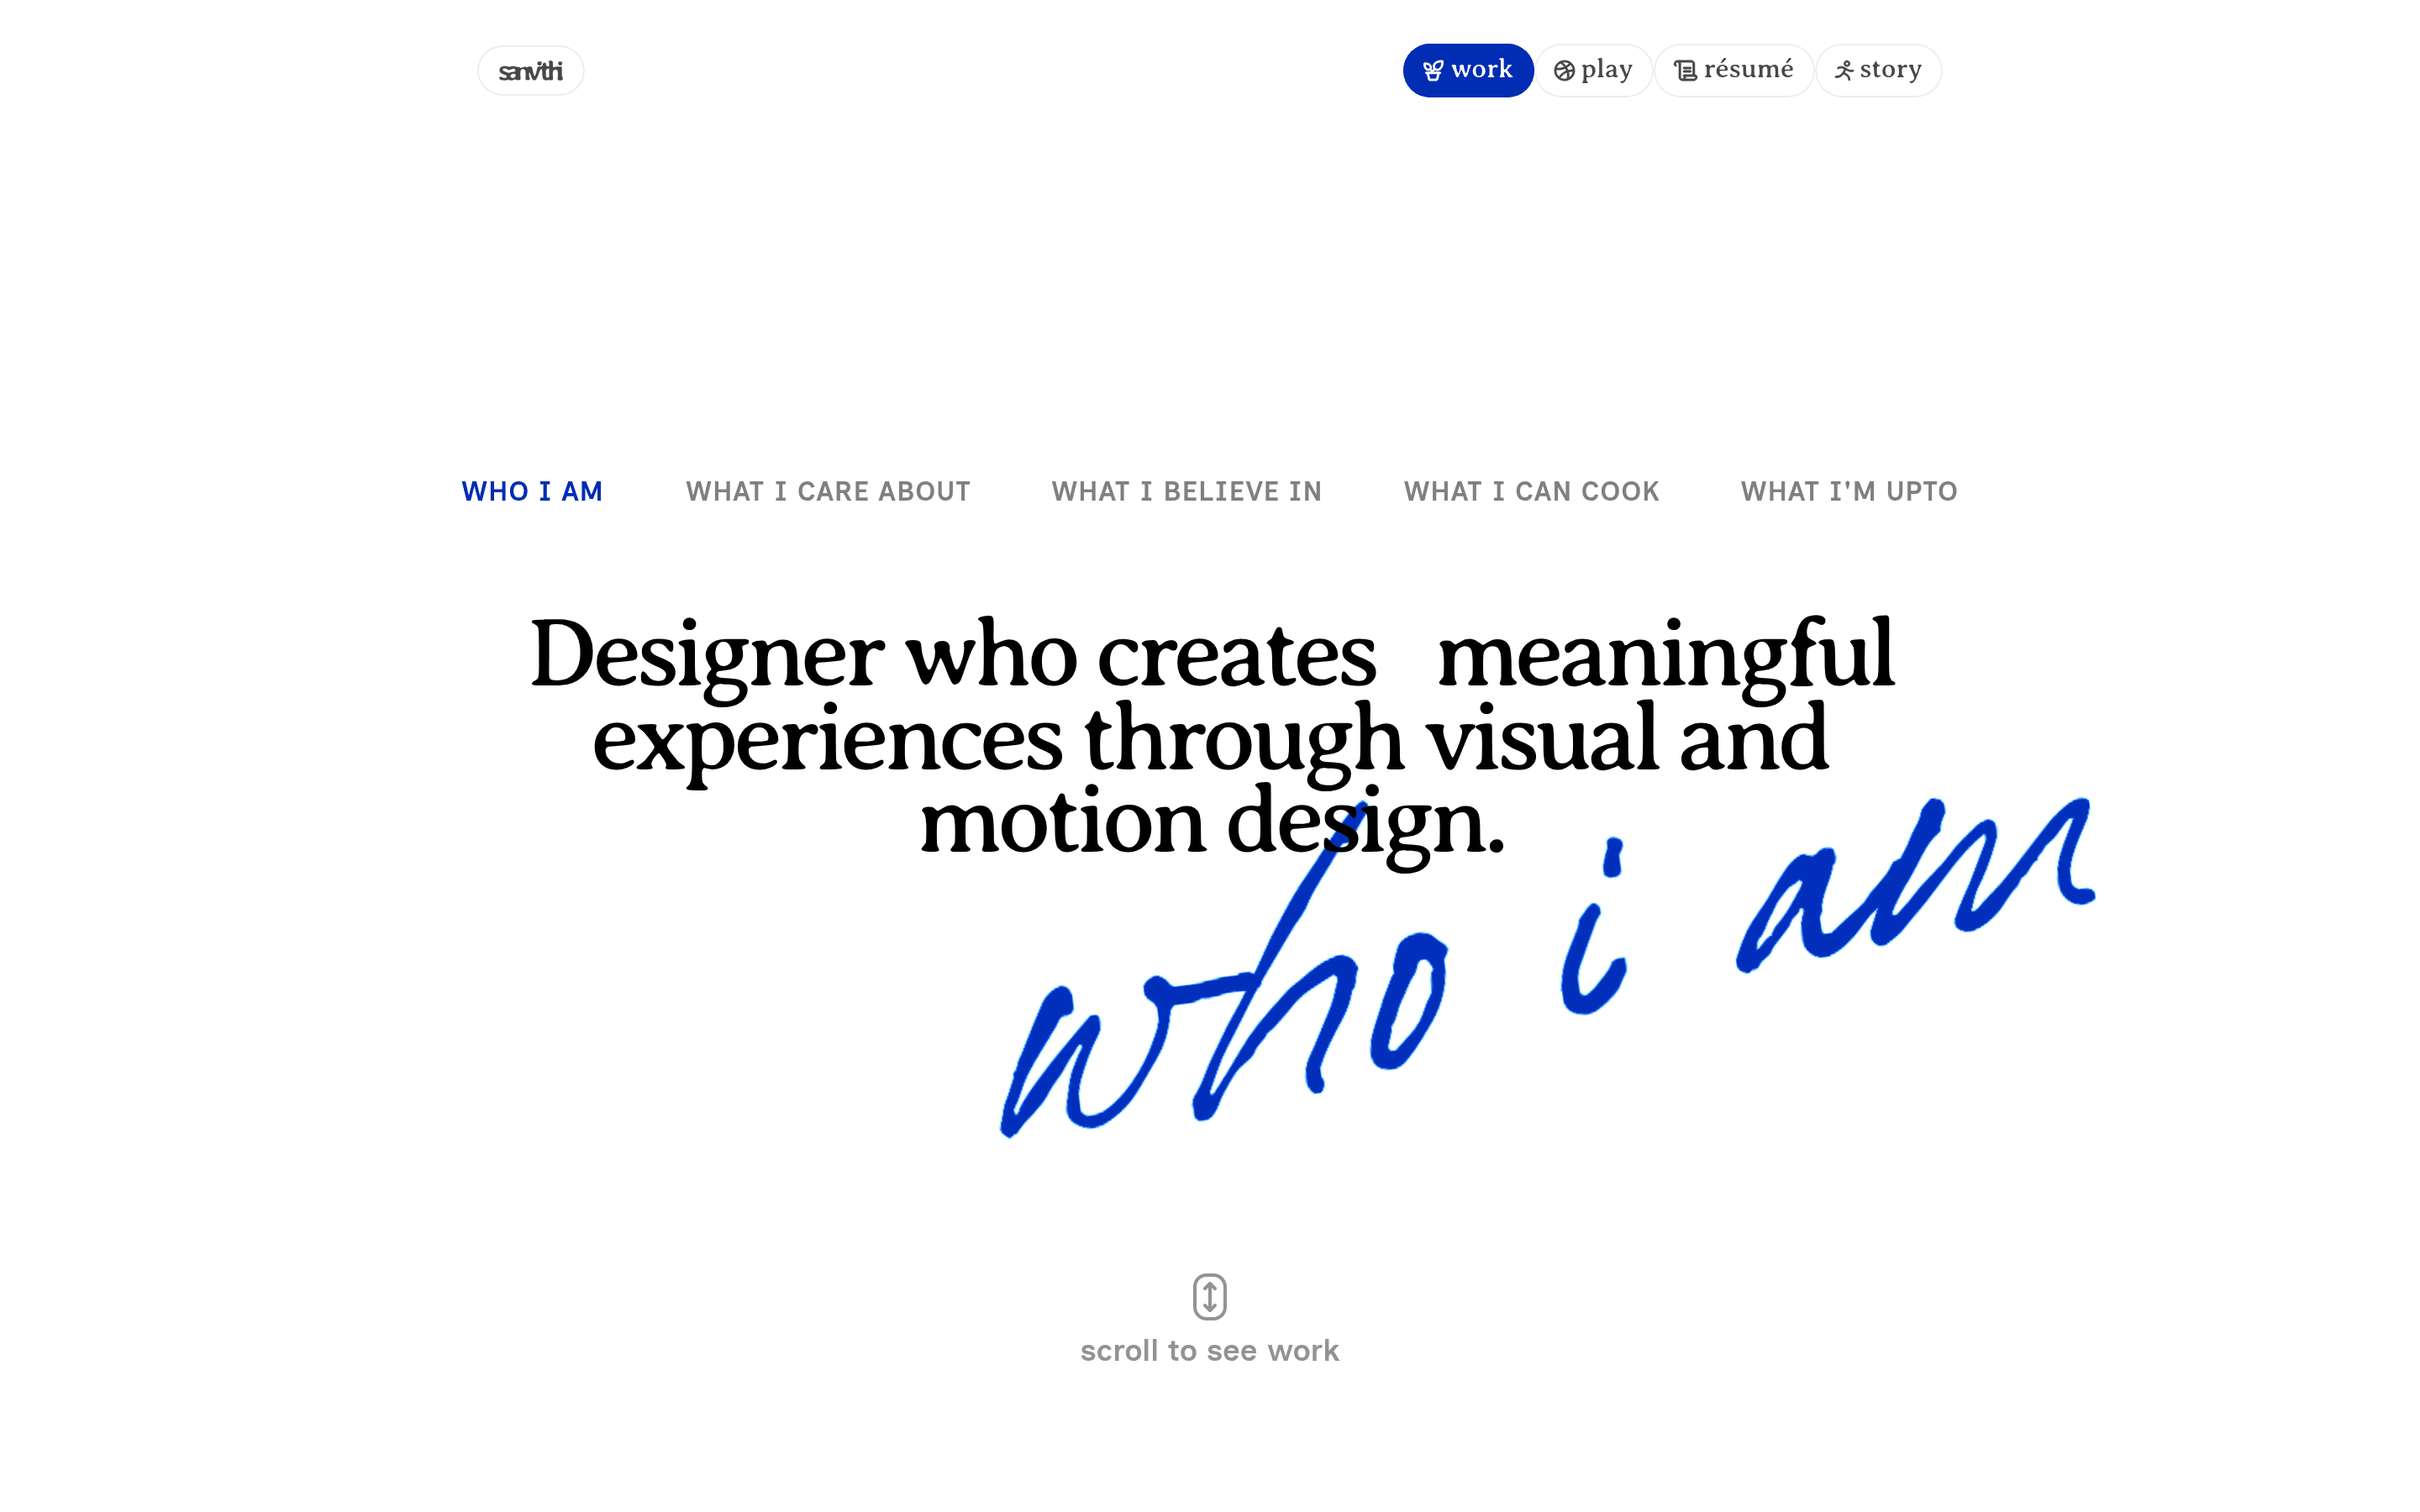 sanvithi
work play résumé story
WHO I AM WHAT I CARE ABOUT WHAT I BELIEVE IN WHAT I CAN COOK WHAT I'M UPTO
Designer who creates meaningful
experiences through visual and
motion design.
who i am
scroll to see work